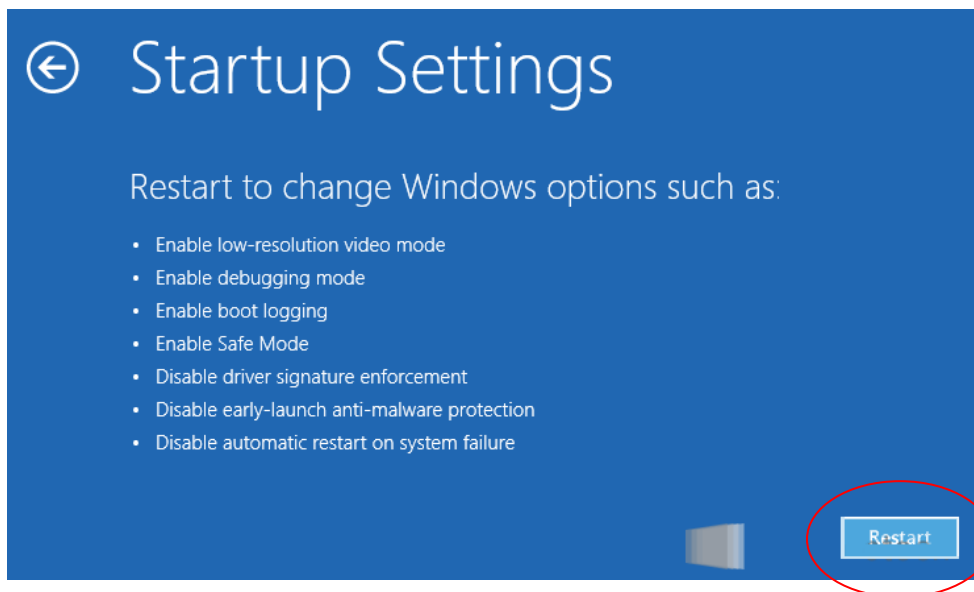 Startup Settings
Restart to change Windows options such as:
Enable low-resolution video mode
Enable debugging mode
Enable boot logging
Enable Safe Mode
Disable driver signature enforcement
Disable early-launch anti-malware protection
Disable automatic restart on system failure
Restart